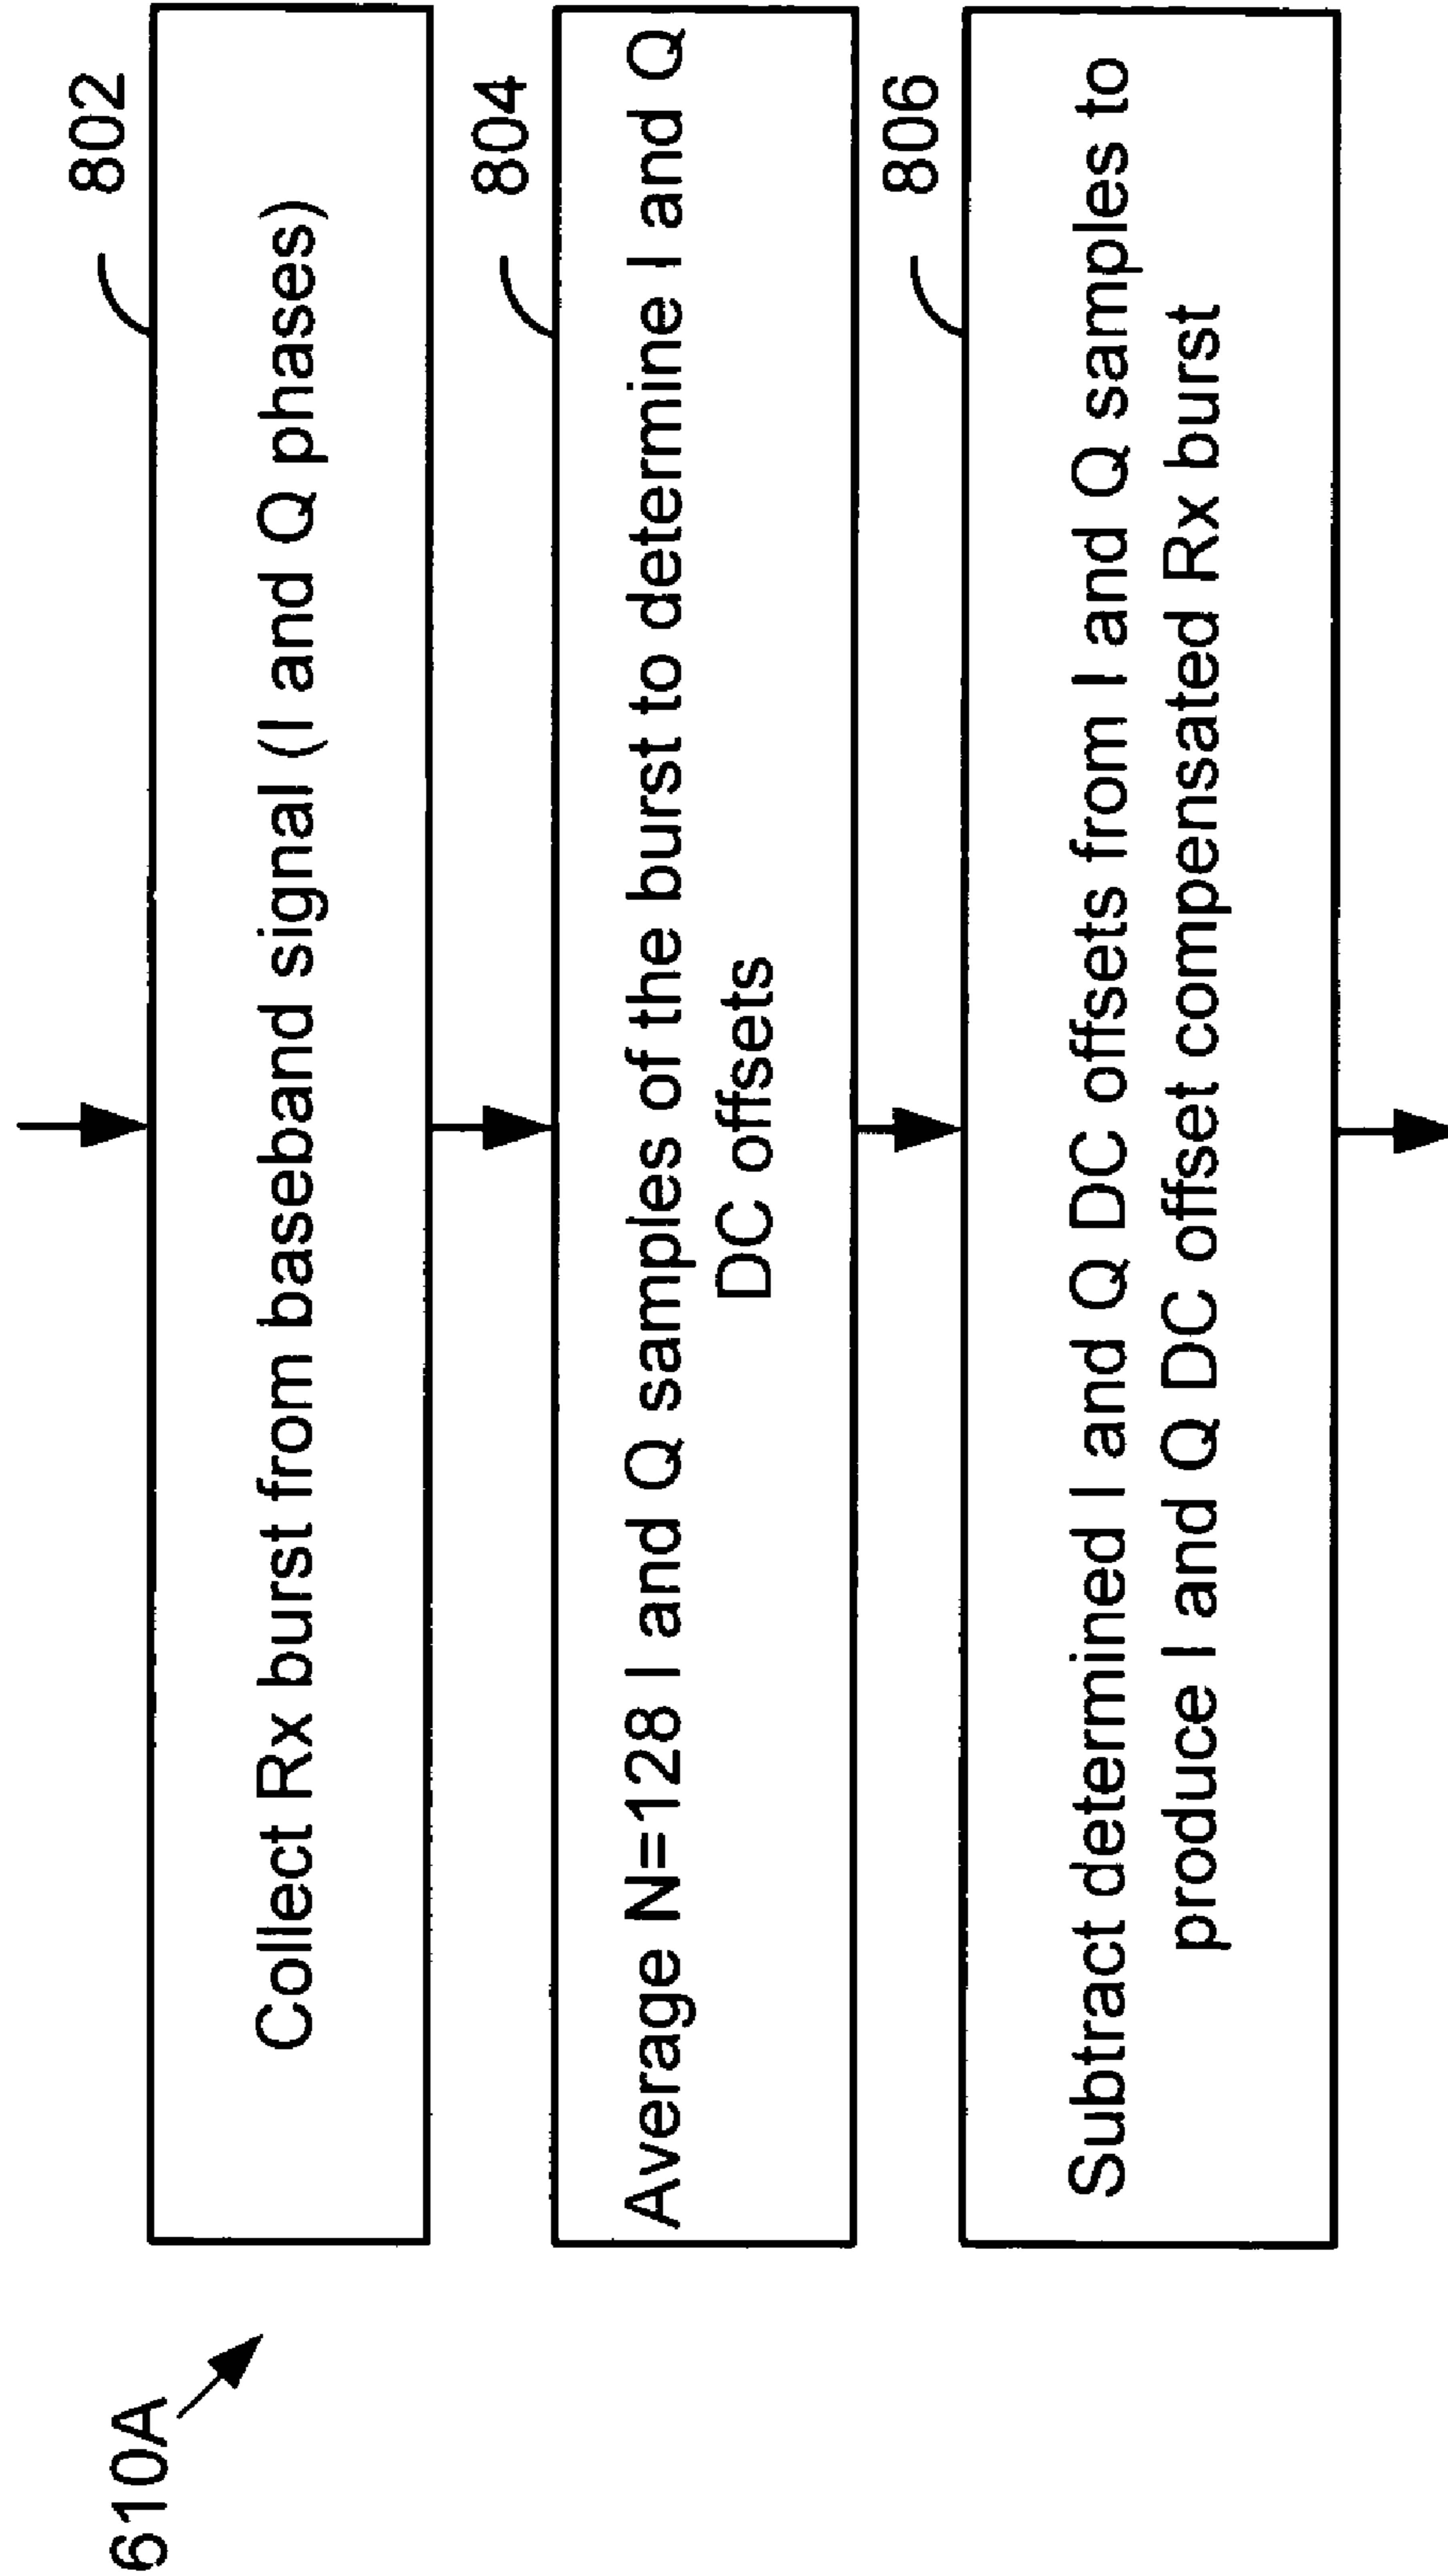 610A
802
Collect Rx burst from baseband signal (I and Q phases)
804
Average N=128 I and Q samples of the burst to determine I and Q
DC offsets
806
Subtract determined I and Q DC offsets from I and Q samples to
produce I and Q DC offset compensated Rx burst